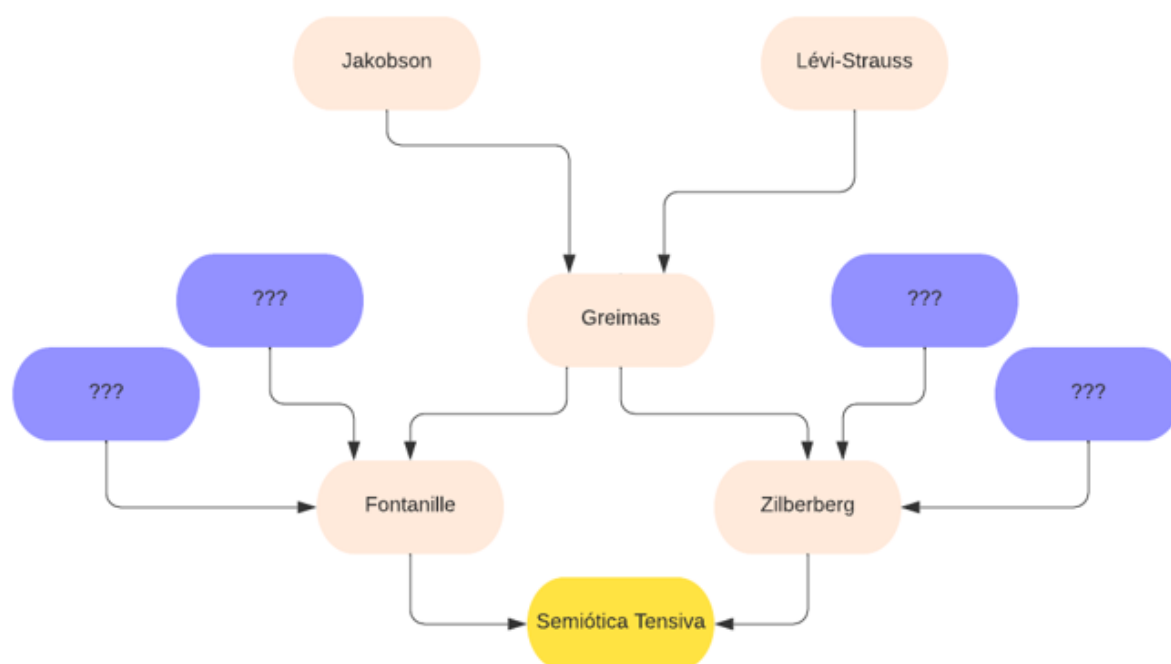 Jakobson
Lévi-Strauss
???
Greimas
???
???
???
Fontanille
Zilberberg
Semiótica Tensiva